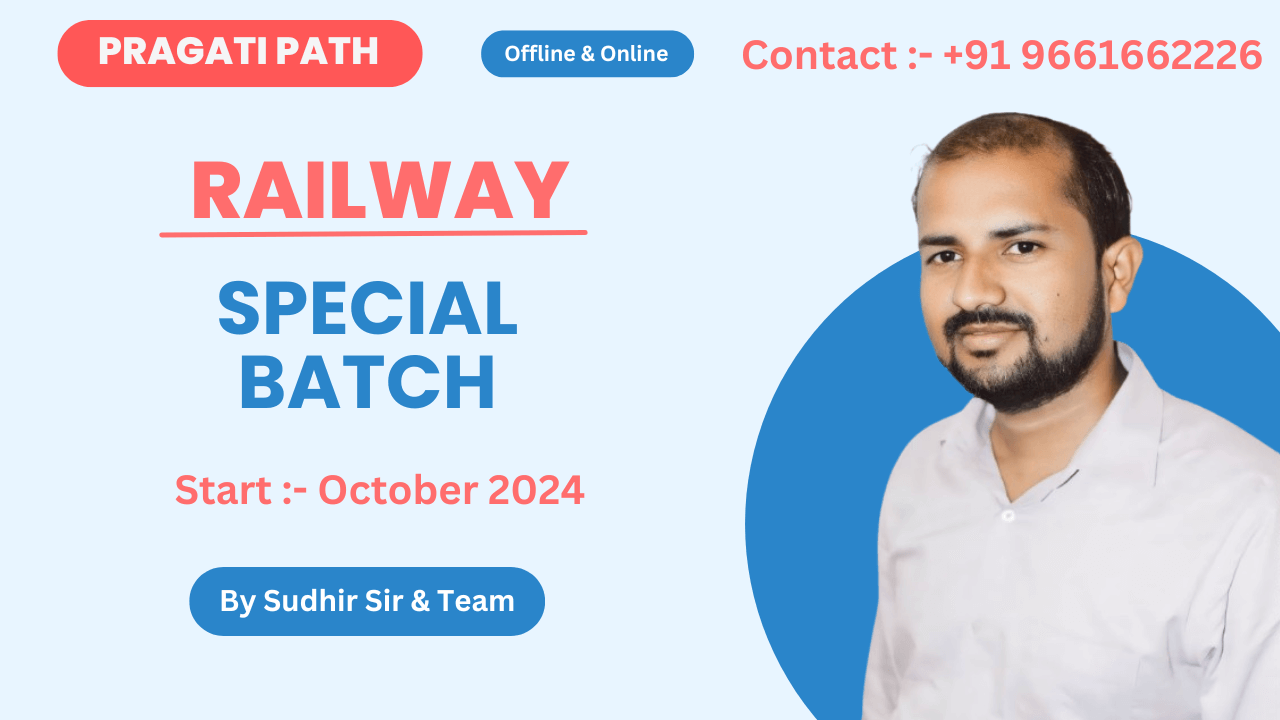 PRAGATI PATH
Offline & Online
Contact :- +91 9661662226
RAILWAY
SPECIAL
BATCH
Start :- October 2024
By Sudhir Sir & Team